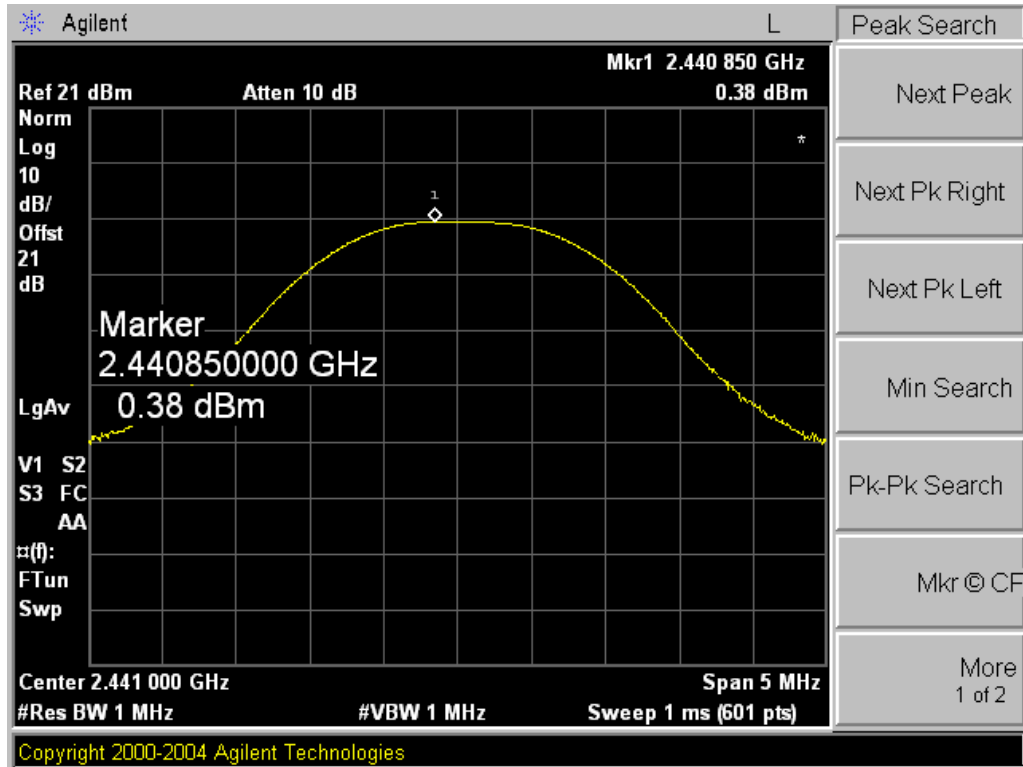 Agilent L Peak Search
Mkr1 2.440 850 GHz
Ref 21 dBm Atten 10 dB 0.38 dBm
Norm
Log
10
dB/
Offst
21
dB
*
1
Marker
2.440850000 GHz
0.38 dBm
LgAv
V1 S2
S3 FC
AA
¤(f):
FTun
Swp
Center 2.441 000 GHz Span 5 MHz
#Res BW 1 MHz #VBW 1 MHz Sweep 1 ms (601 pts)
Copyright 2000-2004 Agilent Technologies
Next Peak
Next Pk Right
Next Pk Left
Min Search
Pk-Pk Search
Mkr © CF
More
1 of 2